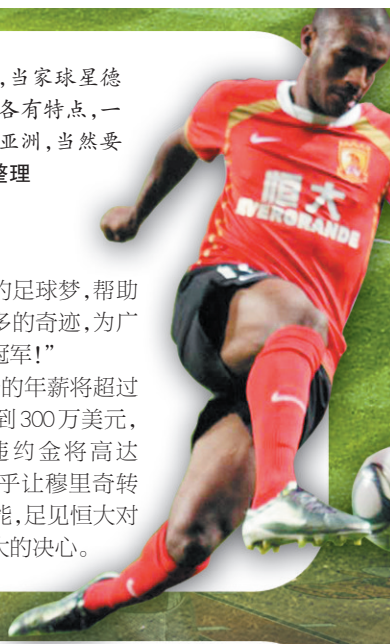 ,当家球星德
各有特点,一
亚洲,当然要
整理
恒大
EVERGRANDE
的足球梦,帮助
多的奇迹,为广
冠军!”
的年薪将超过
到300万美元,
违约金将高达
乎让穆里奇转
能,足见恒大对
大的决心。